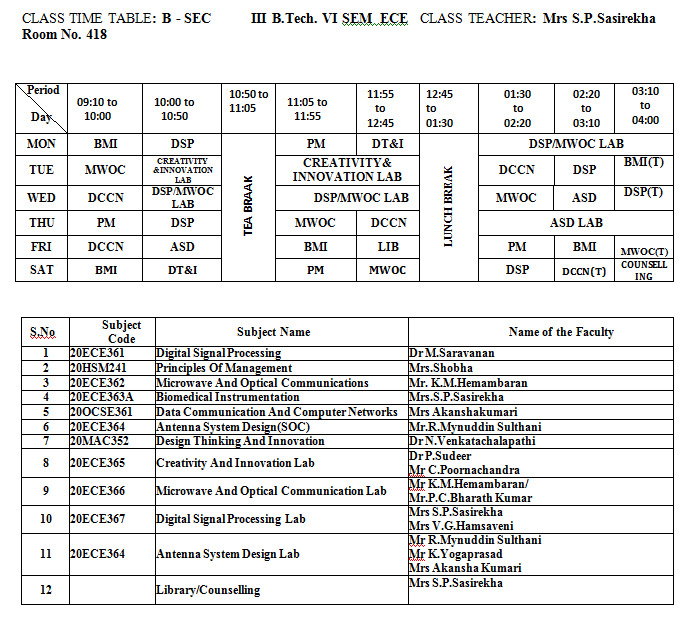 CLASS TIME TABLE: B - SEC III B.Tech. VI SEM ECE CLASS TEACHER: Mrs S.P.Sasirekha
Room No. 418
Period Day 09:10 to 10:00 10:00 to 10:50 10:50 to 11:05 11:05 to 11:55 11:55 to 12:45 12:45 to 01:30 01:30 to 02:20 02:20 to 03:10 03:10 to 04:00
TEA BRAAK
LUNCH BREAK
MON BMI DSP PM DT&I DSP/MWOC LAB
TUE MWOC CREATIVITY &INNOVATION LAB CREATIVITY& INNOVATION LAB DCCN DSP BMI(T)
WED DCCN DSP/MWOC LAB DSP/MWOC LAB MWOC ASD DSP(T)
THU PM DSP MWOC DCCN ASD LAB
FRI DCCN ASD BMI LIB PM BMI MWOC(T)
SAT BMI DT&I PM MWOC DSP DCCN(T) COUNSELL ING
S.No Subject Code Subject Name Name of the Faculty
1 20ECE361 Digital SignalProcessing Dr M.Saravanan
2 20HSM241 Principles Of Management Mrs.Shobha
3 20ECE362 Microwave And Optical Communications Mr. K.M.Hemambaran
4 20ECE363A Biomedical Instrumentation Mrs.S.P.Sasirekha
5 20OCSE361 Data Communication And Computer Networks Mrs Akanshakumari
6 20ECE364 Antenna System Design(SOC) Mr.R.Mynuddin Sulthani
7 20MAC352 Design Thinking And Innovation Dr N.Venkatachalapathi
8 20ECE365 Creativity And Innovation Lab Dr P.Sudeer
Mr C.Poornachandra
9 20ECE366 Microwave And Optical Communication Lab Mr K.M.Hemambaran/
Mr.P.C.Bharath Kumar
10 20ECE367 Digital SignalProcessing Lab Mrs S.P.Sasirekha
Mrs V.G.Hamsaveni
11 20ECE364 Antenna System Design Lab Mr R.Mynuddin Sulthani
Mr K.Yogaprasad
Mrs Akansha Kumari
12 Library/Counselling Mrs S.P.Sasirekha